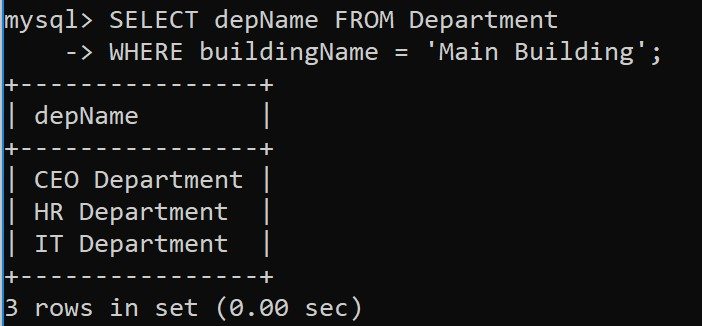 mysql> SELECT depName FROM Department
    -> WHERE buildingName = 'Main Building';
+----------------+
| depName        |
+----------------+
| CEO Department |
| HR Department  |
| IT Department  |
+----------------+
3 rows in set (0.00 sec)